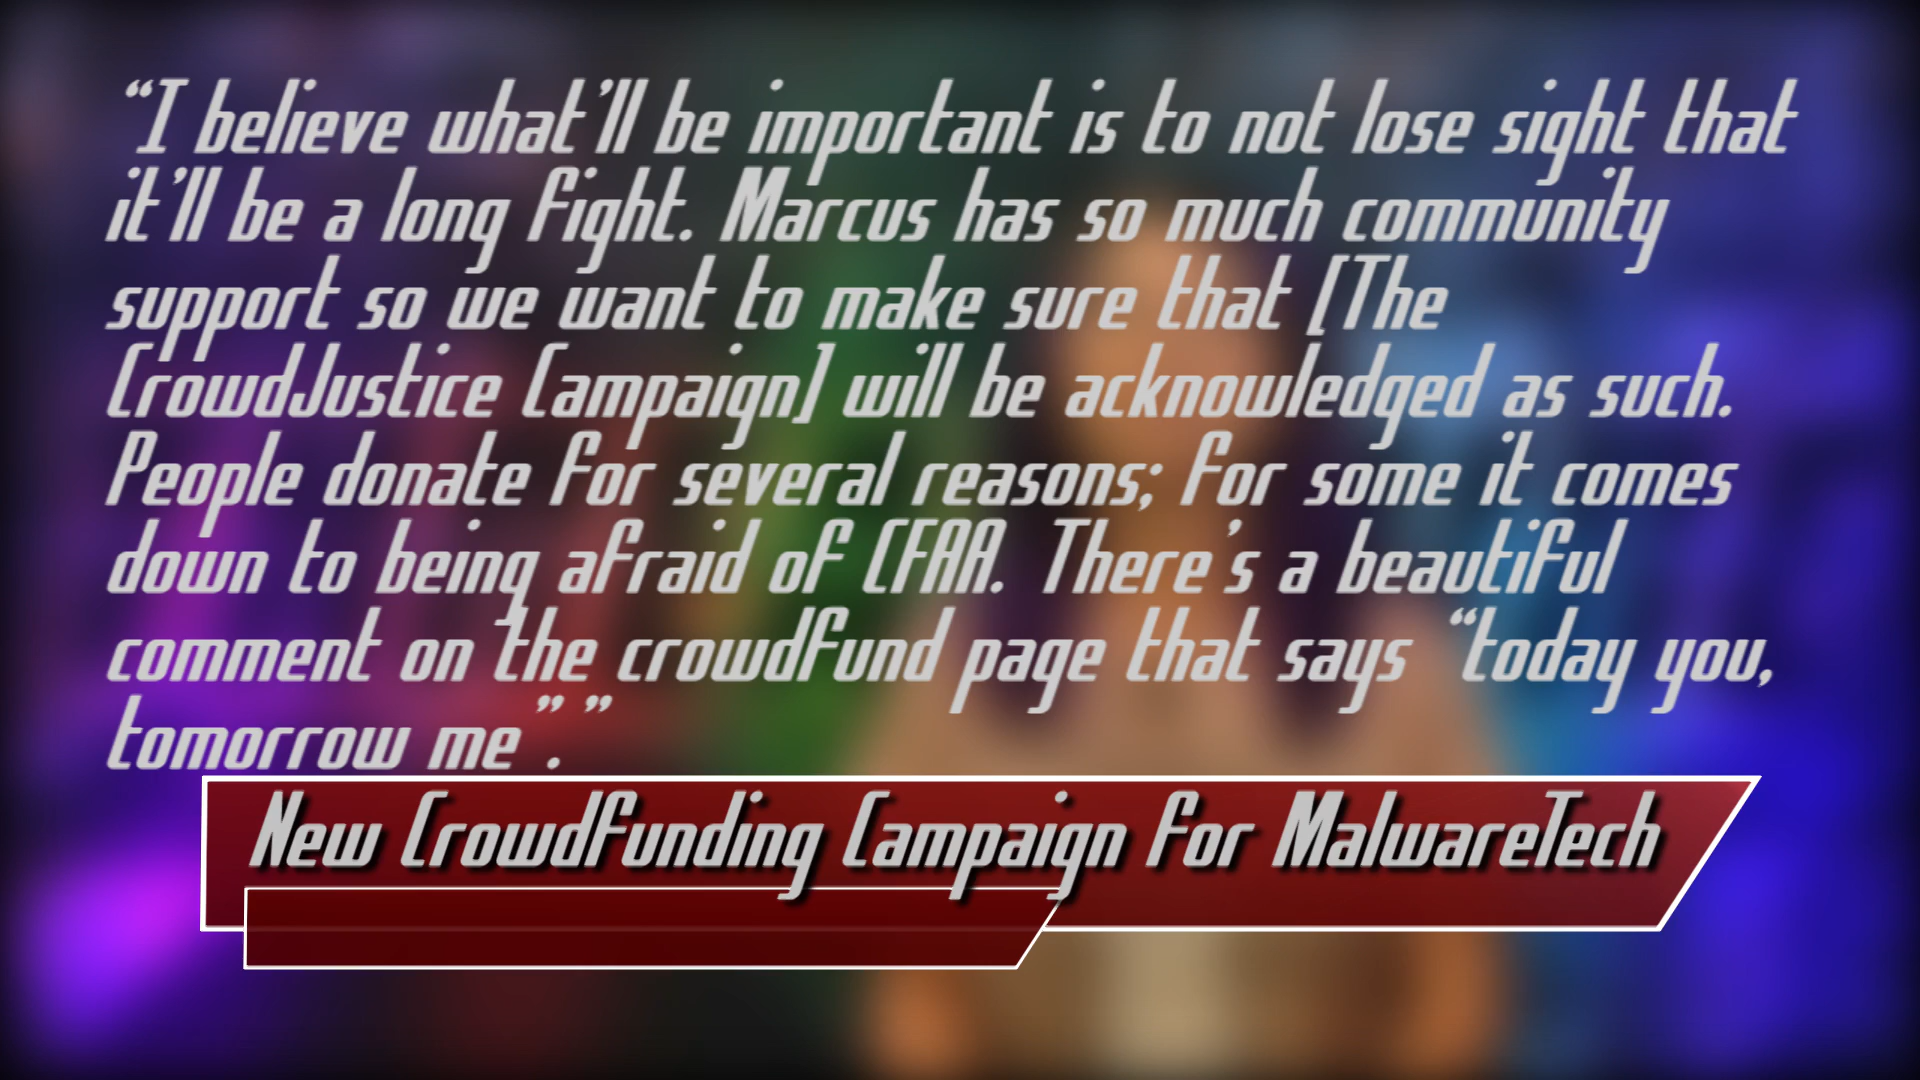 “I believe what’ll be important is to not lose sight that
it’ll be a long fight. Marcus has so much community
support so we want to make sure that [The
CrowdJustice Campaign] will be acknowledged as such.
People donate for several reasons; for some it comes
down to being afraid of CFAA. There’s a beautiful
comment on the crowdfund page that says “today you,
tomorrow me”.”
New Crowdfunding Campaign for MalwareTech